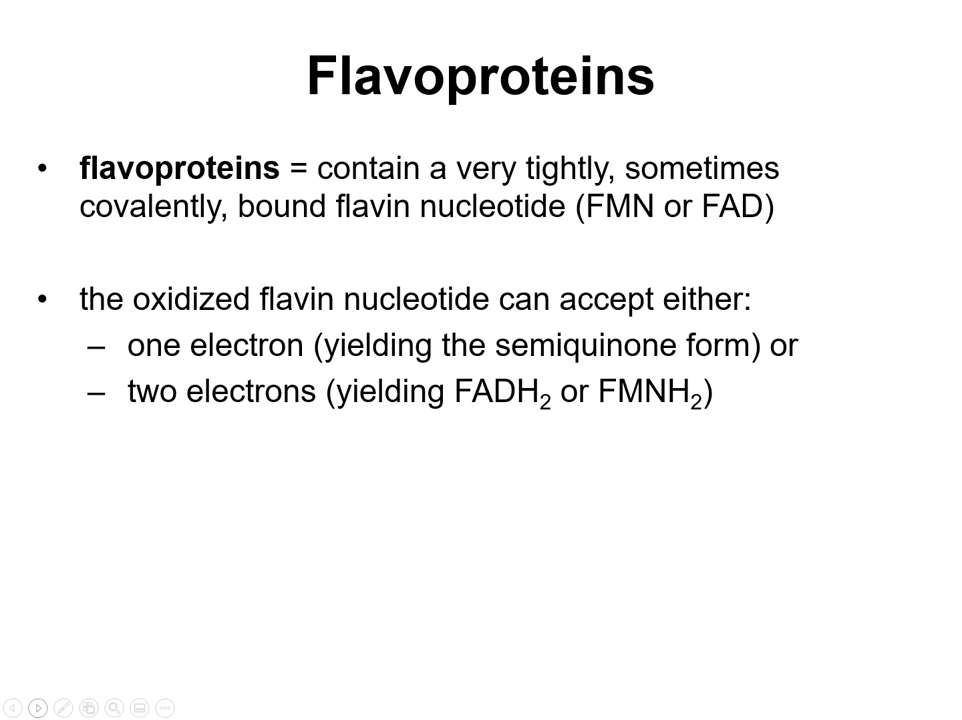 Flavoproteins
• flavoproteins = contain a very tightly, sometimes
covalently, bound flavin nucleotide (FMN or FAD)
• the oxidized flavin nucleotide can accept either:
– one electron (yielding the semiquinone form) or
– two electrons (yielding FADH₂ or FMNH₂)